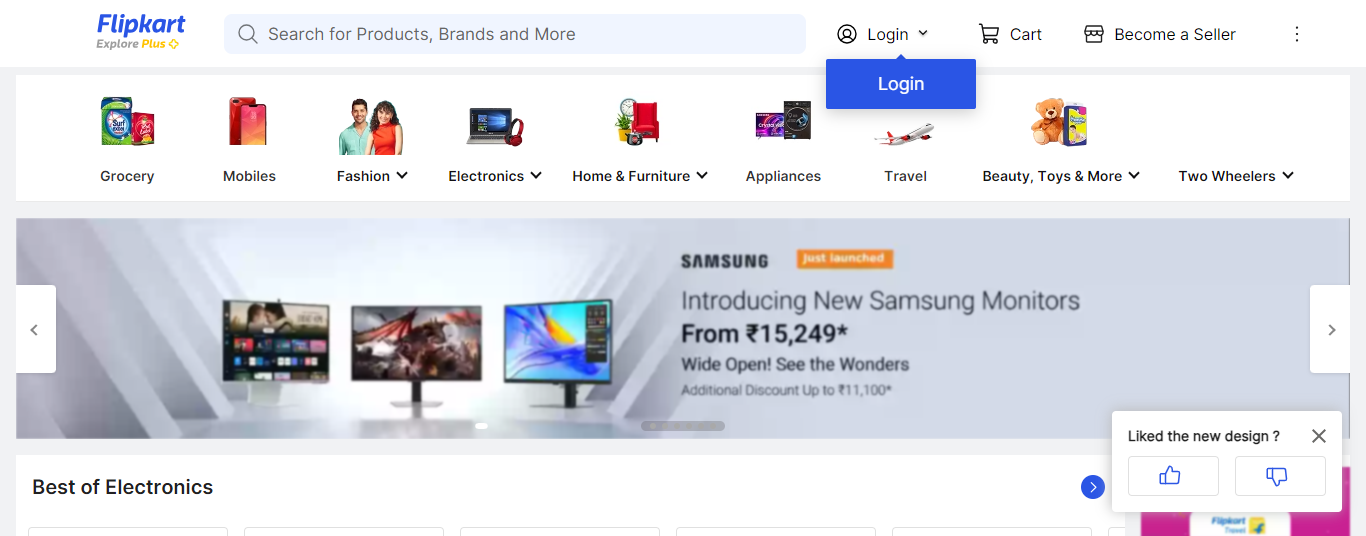 Flipkart
Explore Plus
Search for Products, Brands and More
Login
Cart
Become a Seller
Login
Surf excel
Grocery
Mobiles
Fashion
Electronics
Home & Furniture
Appliances
Travel
Beauty, Toys & More
Two Wheelers
SAMSUNG
Just launched
Introducing New Samsung Monitors
From ₹15,249*
Wide Open! See the Wonders
Additional Discount Up to ₹11,100*
Liked the new design ?
Best of Electronics
Flipkart
Travel